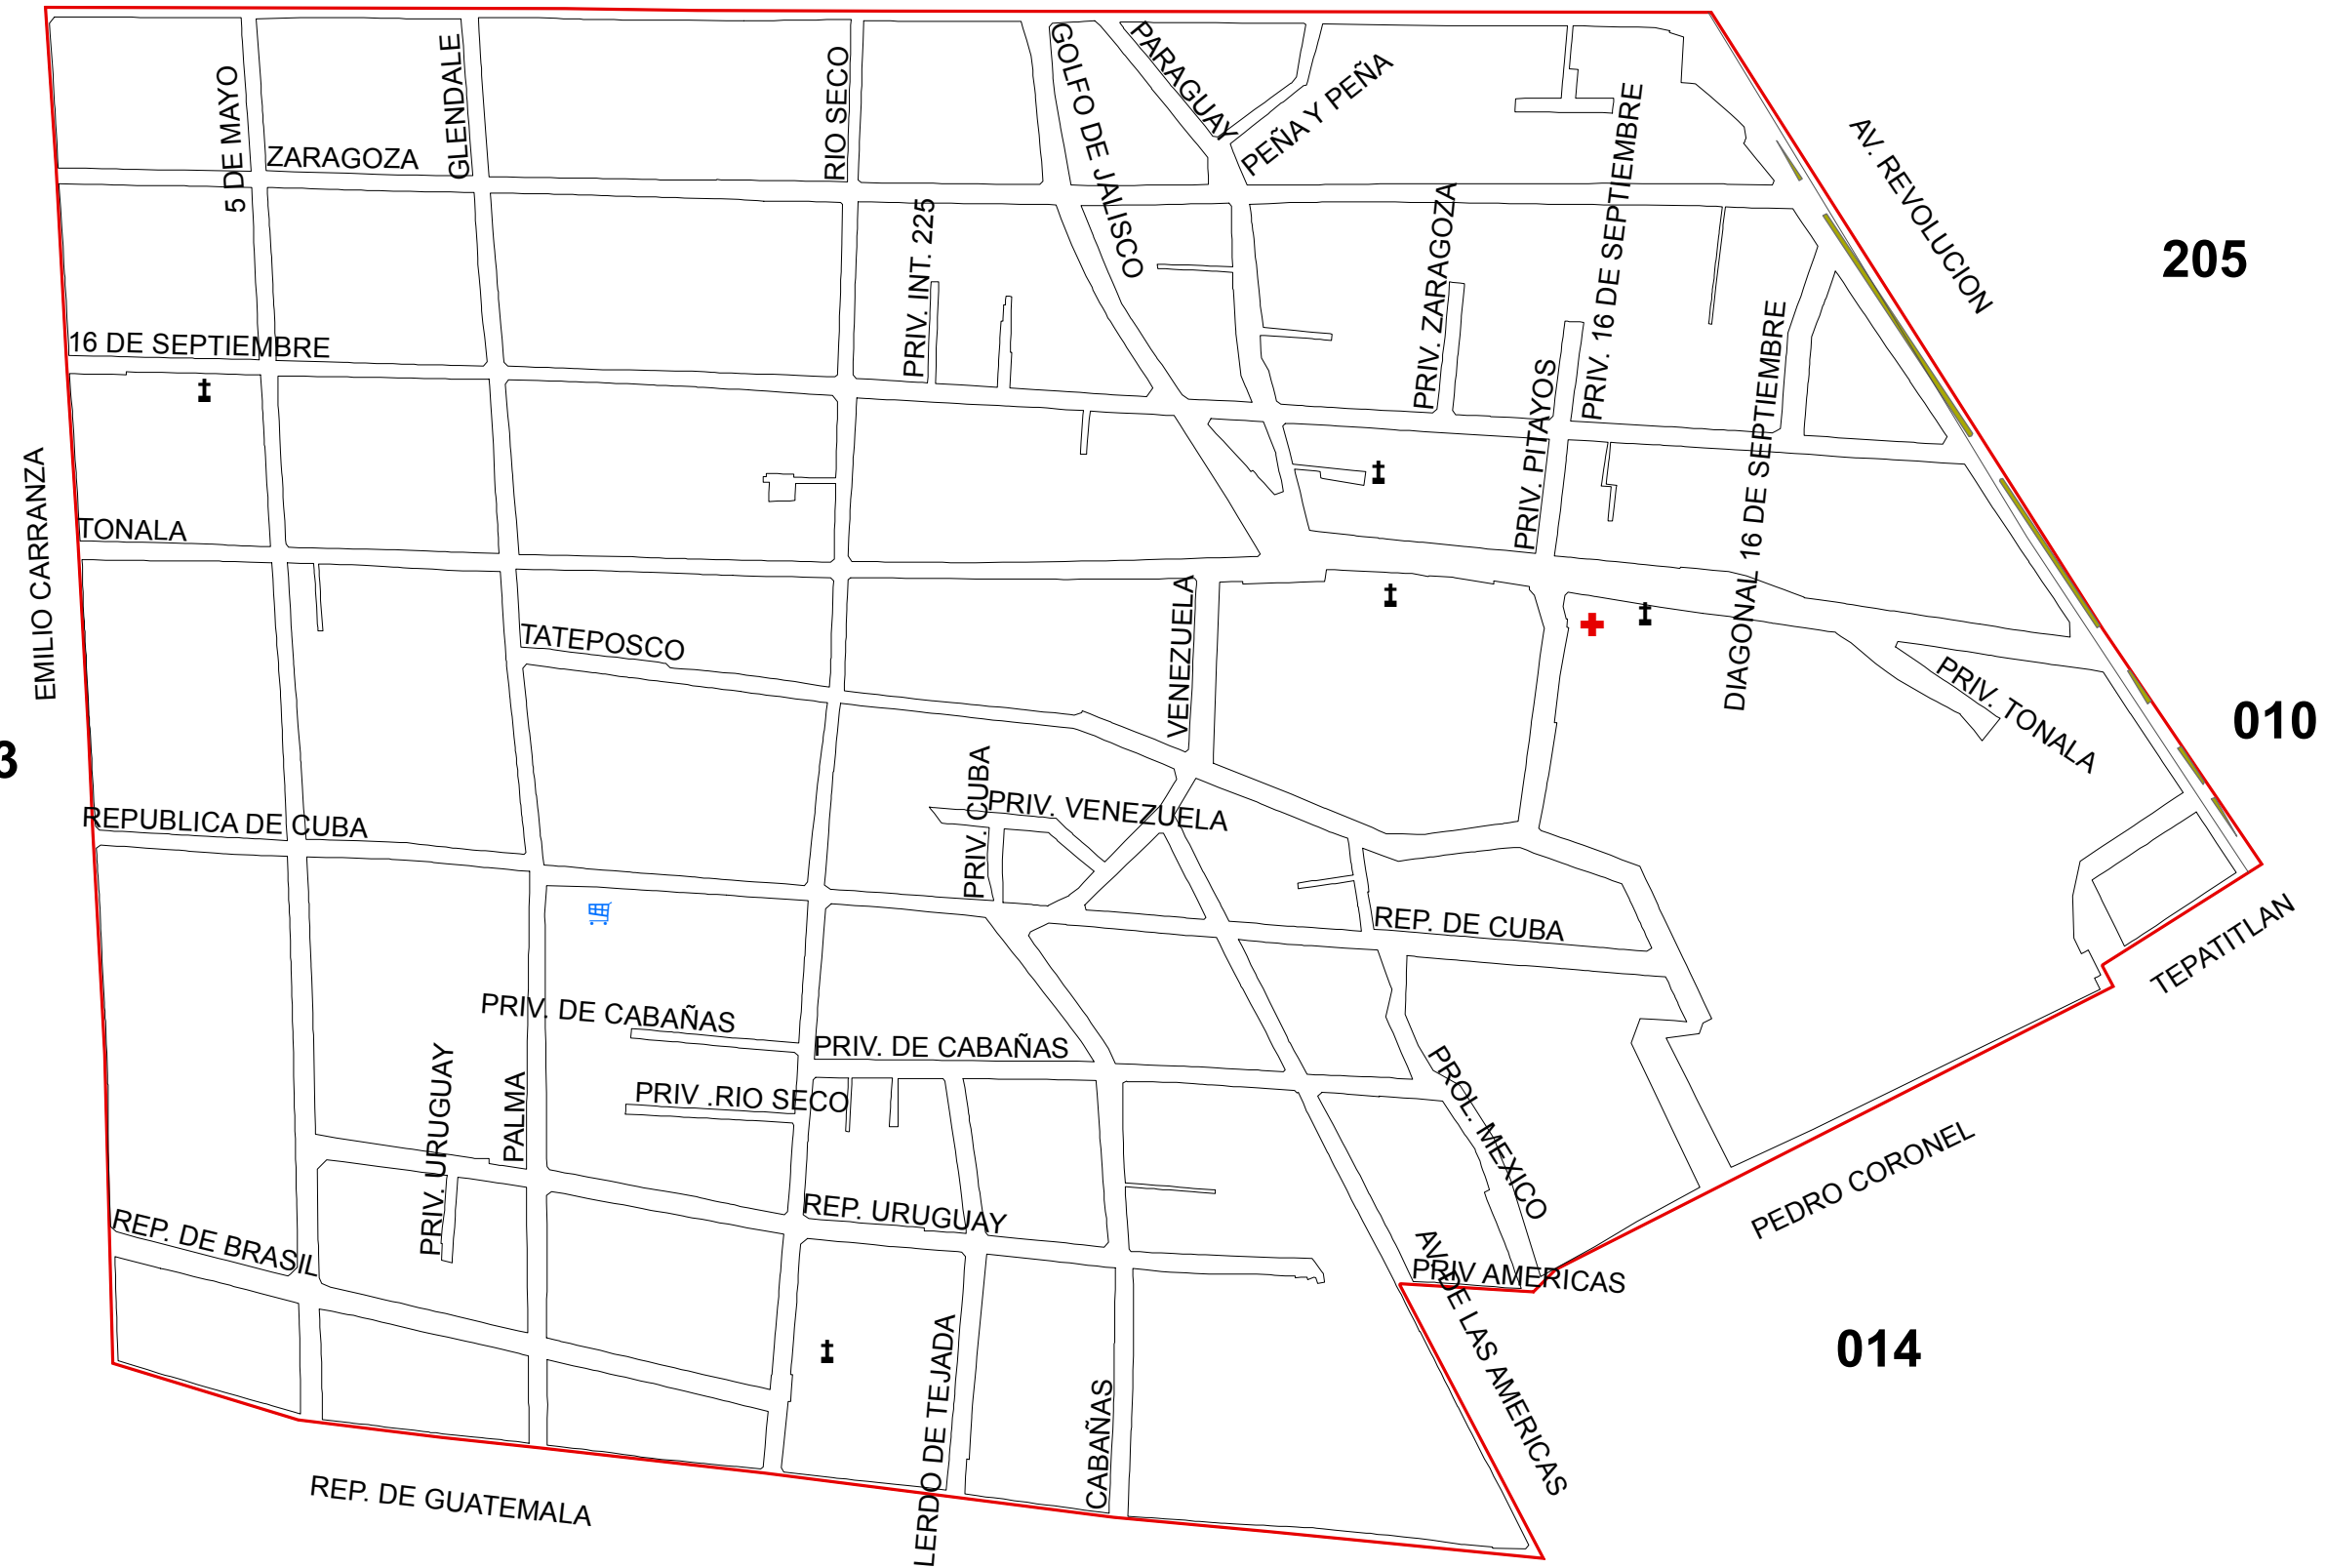 GOLFO DE JALISCO
PARAGUAY
PEÑA Y PEÑA
GLENDALE
RIO SECO
5 DE MAYO
ZARAGOZA
PRIV. 16 DE SEPTIEMBRE
AV. REVOLUCION
205
PRIV. INT. 225
PRIV. ZARAGOZA
16 DE SEPTIEMBRE
DIAGONAL 16 DE SEPTIEMBRE
PRIV. PITAYOS
EMILIO CARRANZA
TONALA
TATEPOSCO
VENEZUELA
PRIV. TONALA
010
3
PRIV. CUBA
PRIV. VENEZUELA
REPUBLICA DE CUBA
REP. DE CUBA
TEPATITLAN
PRIV. DE CABAÑAS
PRIV. DE CABAÑAS
PRIV. URUGUAY
PALMA
PRIV .RIO SECO
PROL. MEXICO
PEDRO CORONEL
REP. URUGUAY
REP. DE BRASIL
PRIV AMERICAS
AV. DE LAS AMERICAS
014
LERDO DE TEJADA
CABAÑAS
REP. DE GUATEMALA